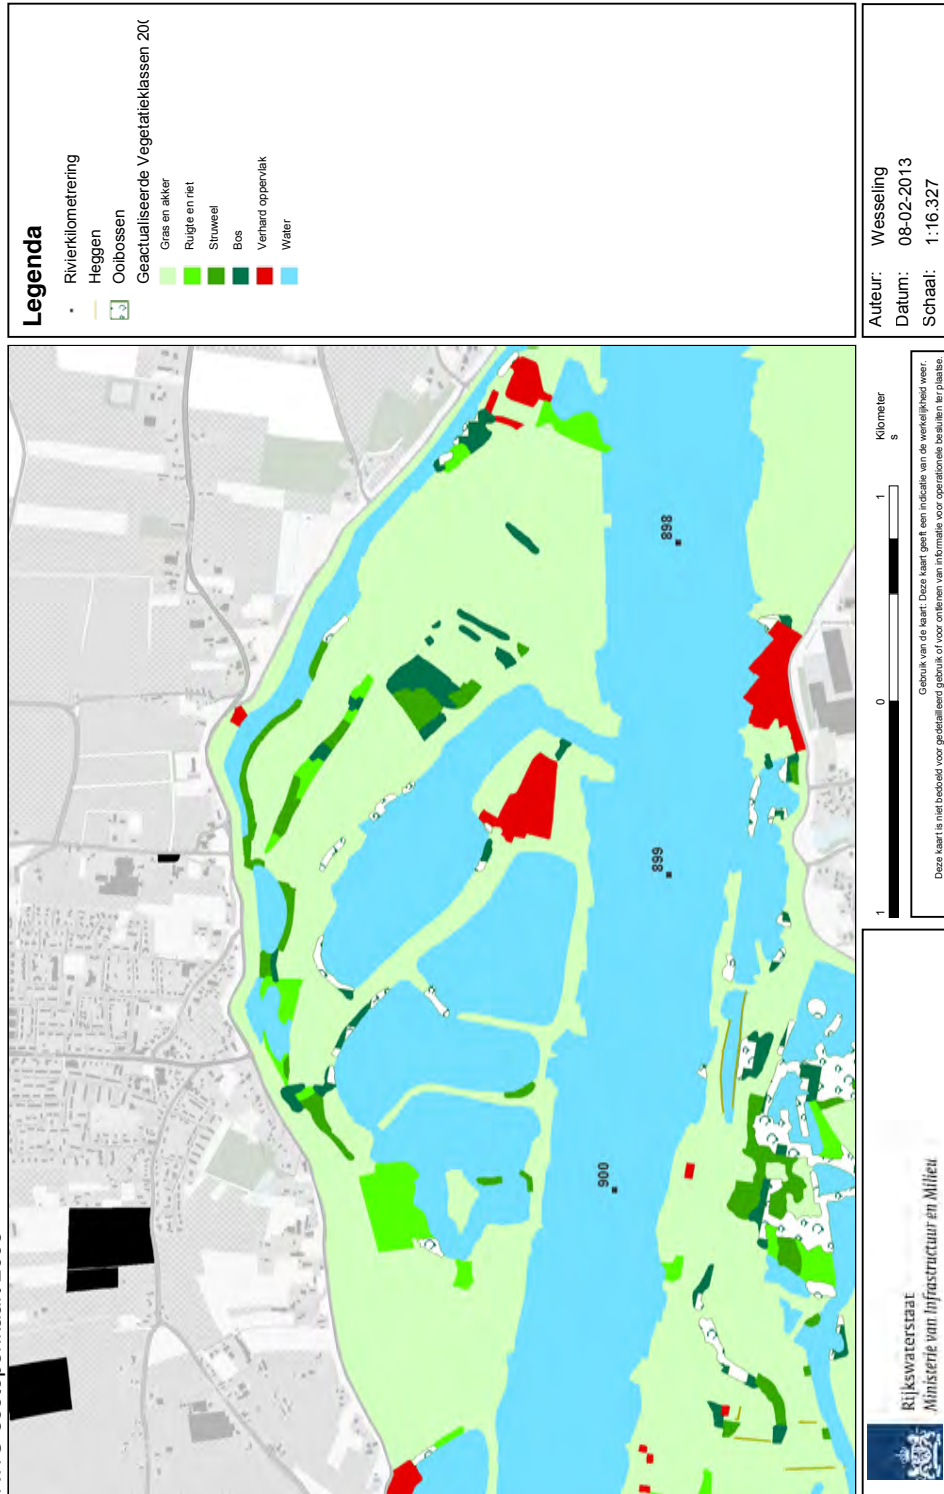 Legenda
Rivierkilometrering
Heggen
Ooibossen
Geactualiseerde Vegetatieklassen
Gras en akker
Ruigte en riet
Struweel
Bos
Verhard oppervlak
Water
898
899
900
Auteur: Wesseling
Datum: 08-02-2013
Schaal: 1:16.327
1 0 1 Kilometer
s
Gebruik van de kaart: Deze kaart geeft een indicatie van de werkelijkheid weer.
Deze kaart is niet bedoeld voor gedetailleerd gebruik of voor ontlenen van informatie voor operationele besluiten ter plaatse.
Rijkswaterstaat
Ministerie van Infrastructuur en Milieu